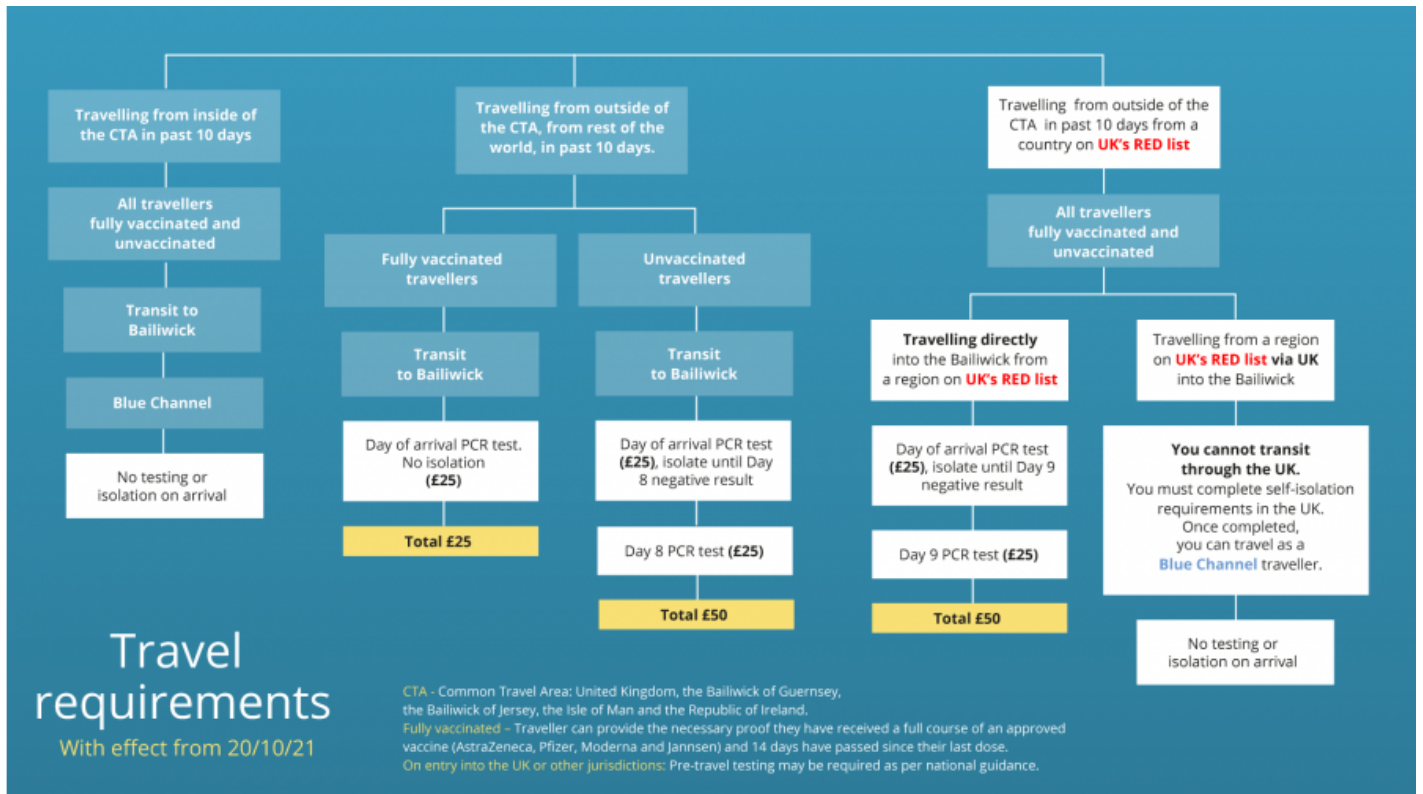 Travelling from inside of
the CTA in past 10 days
All travellers
fully vaccinated and
unvaccinated
Transit to
Bailiwick
Blue Channel
No testing or
isolation on arrival
Travelling from outside of
the CTA, from rest of the
world, in past 10 days.
Fully vaccinated
travellers
Transit
to Bailiwick
Day of arrival PCR test.
No isolation
(£25)
Total £25
Unvaccinated
travellers
Transit
to Bailiwick
Day of arrival PCR test
(£25), isolate until Day
8 negative result
Day 8 PCR test (£25)
Total £50
Travelling from outside of the
CTA in past 10 days from a
country on UK's RED list
All travellers
fully vaccinated and
unvaccinated
Travelling directly
into the Bailiwick from
a region on UK's RED list
Day of arrival PCR test
(£25), isolate until Day 9
negative result
Day 9 PCR test (£25)
Total £50
Travelling from a region
on UK's RED list via UK
into the Bailiwick
You cannot transit
through the UK.
You must complete self-isolation
requirements in the UK.
Once completed,
you can travel as a
Blue Channel traveller.
No testing or
isolation on arrival
Travel
requirements
With effect from 20/10/21
CTA - Common Travel Area: United Kingdom, the Bailiwick of Guernsey,
the Bailiwick of Jersey, the Isle of Man and the Republic of Ireland.
Fully vaccinated – Traveller can provide the necessary proof they have received a full course of an approved
vaccine (AstraZeneca, Pfizer, Moderna and Jannsen) and 14 days have passed since their last dose.
On entry into the UK or other jurisdictions: Pre-travel testing may be required as per national guidance.